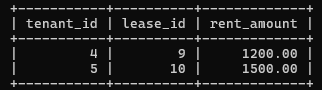 +-----------+----------+-------------+
| tenant_id | lease_id | rent_amount |
+-----------+----------+-------------+
|         4 |        9 |     1200.00 |
|         5 |       10 |     1500.00 |
+-----------+----------+-------------+